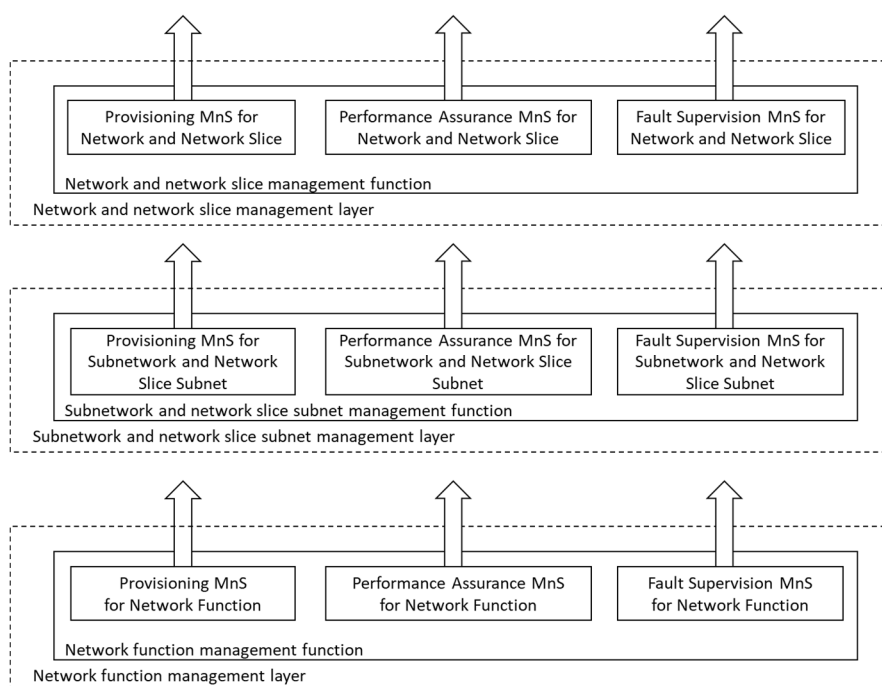 Provisioning MnS for
Network and Network Slice
Performance Assurance MnS for
Network and Network Slice
Fault Supervision MnS for
Network and Network Slice
Network and network slice management function
Network and network slice management layer
Provisioning MnS for
Subnetwork and Network
Slice Subnet
Performance Assurance MnS for
Subnetwork and Network Slice
Subnet
Fault Supervision MnS for
Subnetwork and Network
Slice Subnet
Subnetwork and network slice subnet management function
Subnetwork and network slice subnet management layer
Provisioning MnS
for Network Function
Performance Assurance MnS
for Network Function
Fault Supervision MnS
for Network Function
Network function management function
Network function management layer